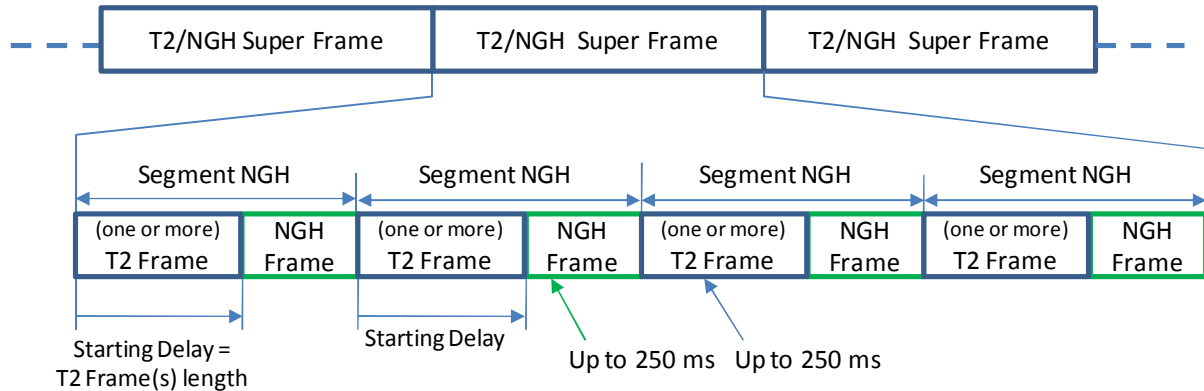 T2/NGH Super Frame
T2/NGH Super Frame
T2/NGH Super Frame
Segment NGH
Segment NGH
Segment NGH
Segment NGH
(one or more)
T2 Frame
NGH
Frame
(one or more)
T2 Frame
NGH
Frame
(one or more)
T2 Frame
NGH
Frame
(one or more)
T2 Frame
NGH
Frame
Starting Delay =
T2 Frame(s) length
Starting Delay
Up to 250 ms
Up to 250 ms